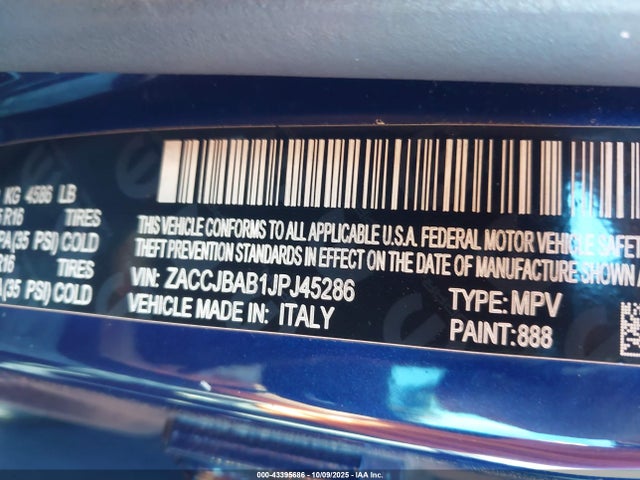 KG 4586 LB
R16 TIRES
(35 PSI) COLD
R16 TIRES
(35 PSI) COLD
THIS VEHICLE CONFORMS TO ALL APPLICABLE U.S.A. FEDERAL MOTOR VEHICLE SAFET
THEFT PREVENTION STANDARDS IN EFFECT ON THE DATE OF MANUFACTURE SHOWN A
VIN: ZACCJBAB1JPJ45286 TYPE: MPV
VEHICLE MADE IN: ITALY PAINT: 888
000-43395686 - 10/09/2025 - IAA Inc.